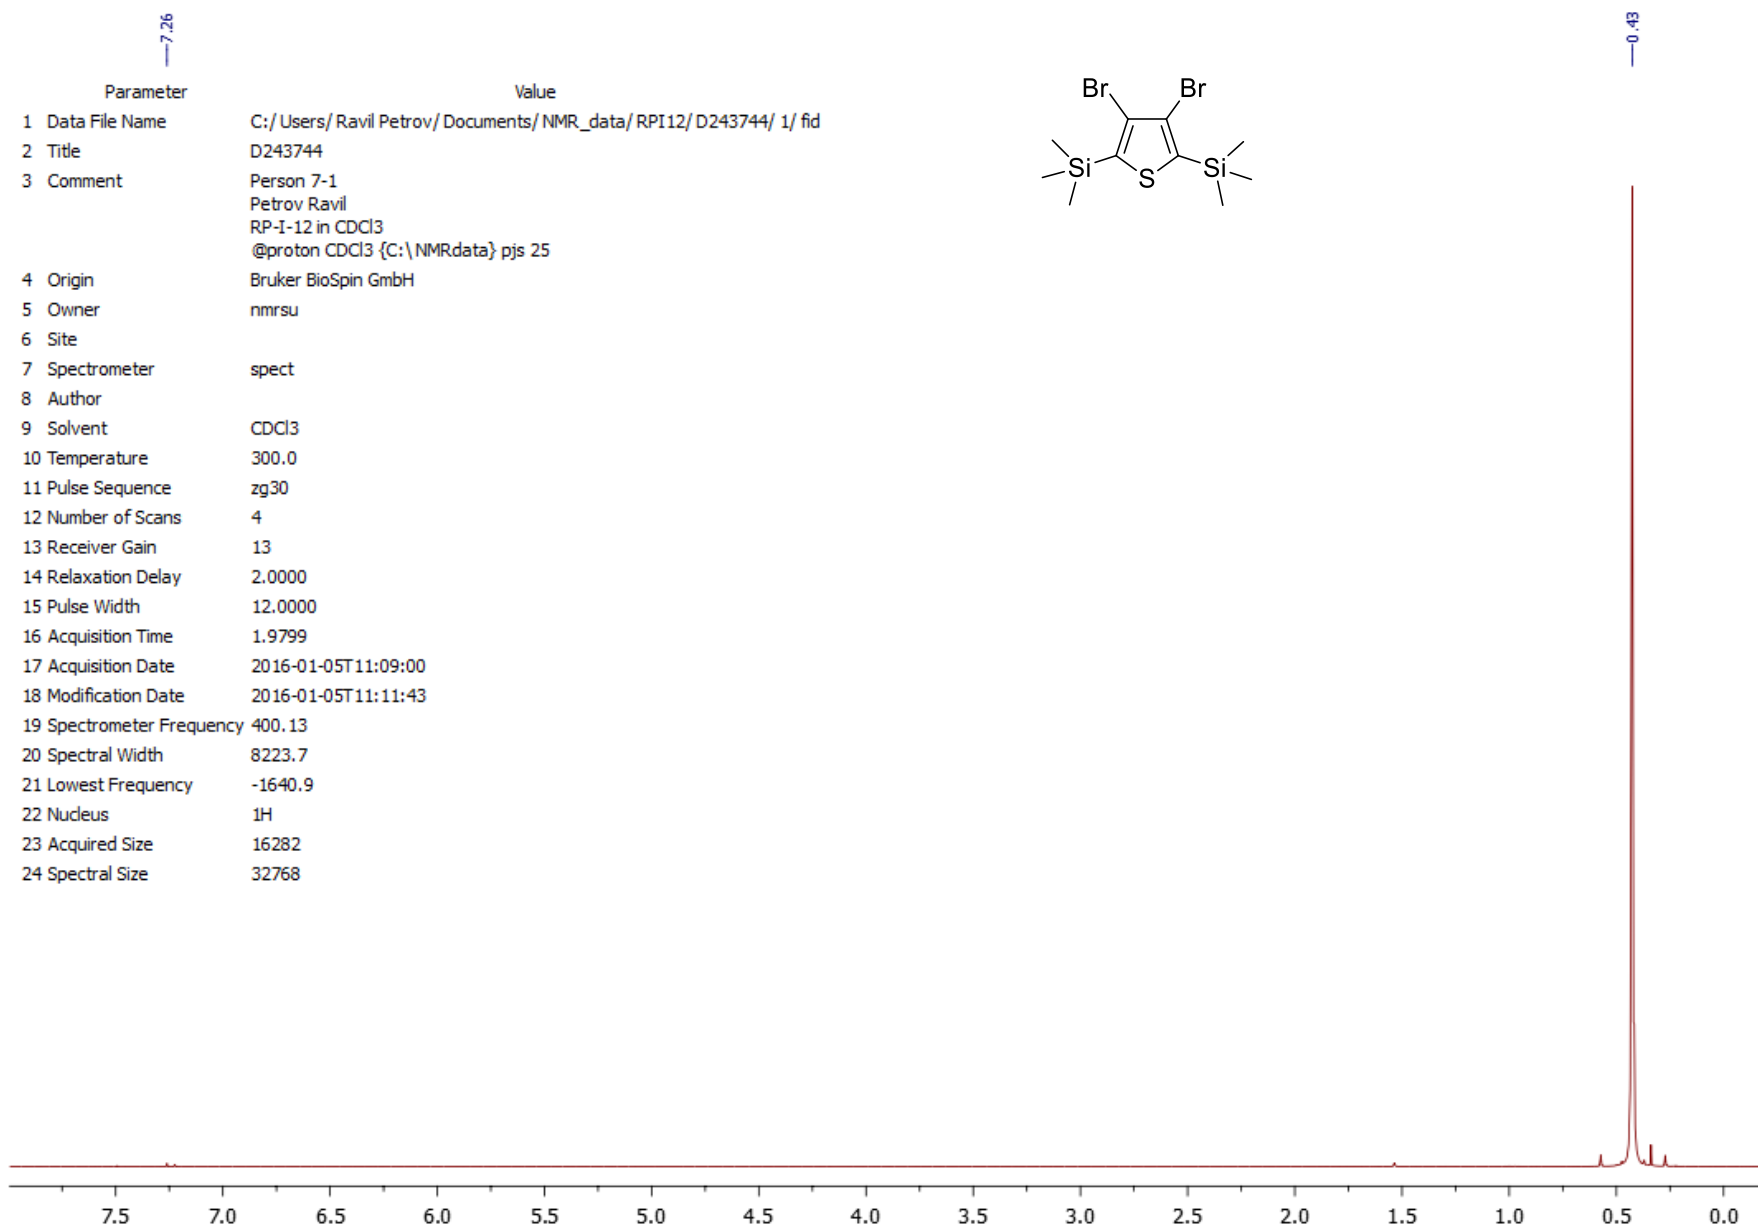 7.26
0.43
Parameter Value
1 Data File Name C:/ Users/ Ravil Petrov/ Documents/ NMR_data/ RPI12/ D243744/ 1/ fid
2 Title D243744
3 Comment Person 7-1
Petrov Ravil
RP-I-12 in CDCl3
@proton CDCl3 {C:\NMRdata} pjs 25
4 Origin Bruker BioSpin GmbH
5 Owner nmrsu
6 Site
7 Spectrometer spect
8 Author
9 Solvent CDCl3
10 Temperature 300.0
11 Pulse Sequence zg30
12 Number of Scans 4
13 Receiver Gain 13
14 Relaxation Delay 2.0000
15 Pulse Width 12.0000
16 Acquisition Time 1.9799
17 Acquisition Date 2016-01-05T11:09:00
18 Modification Date 2016-01-05T11:11:43
19 Spectrometer Frequency 400.13
20 Spectral Width 8223.7
21 Lowest Frequency -1640.9
22 Nucleus 1H
23 Acquired Size 16282
24 Spectral Size 32768
Br Br
Si S Si
7.5 7.0 6.5 6.0 5.5 5.0 4.5 4.0 3.5 3.0 2.5 2.0 1.5 1.0 0.5 0.0